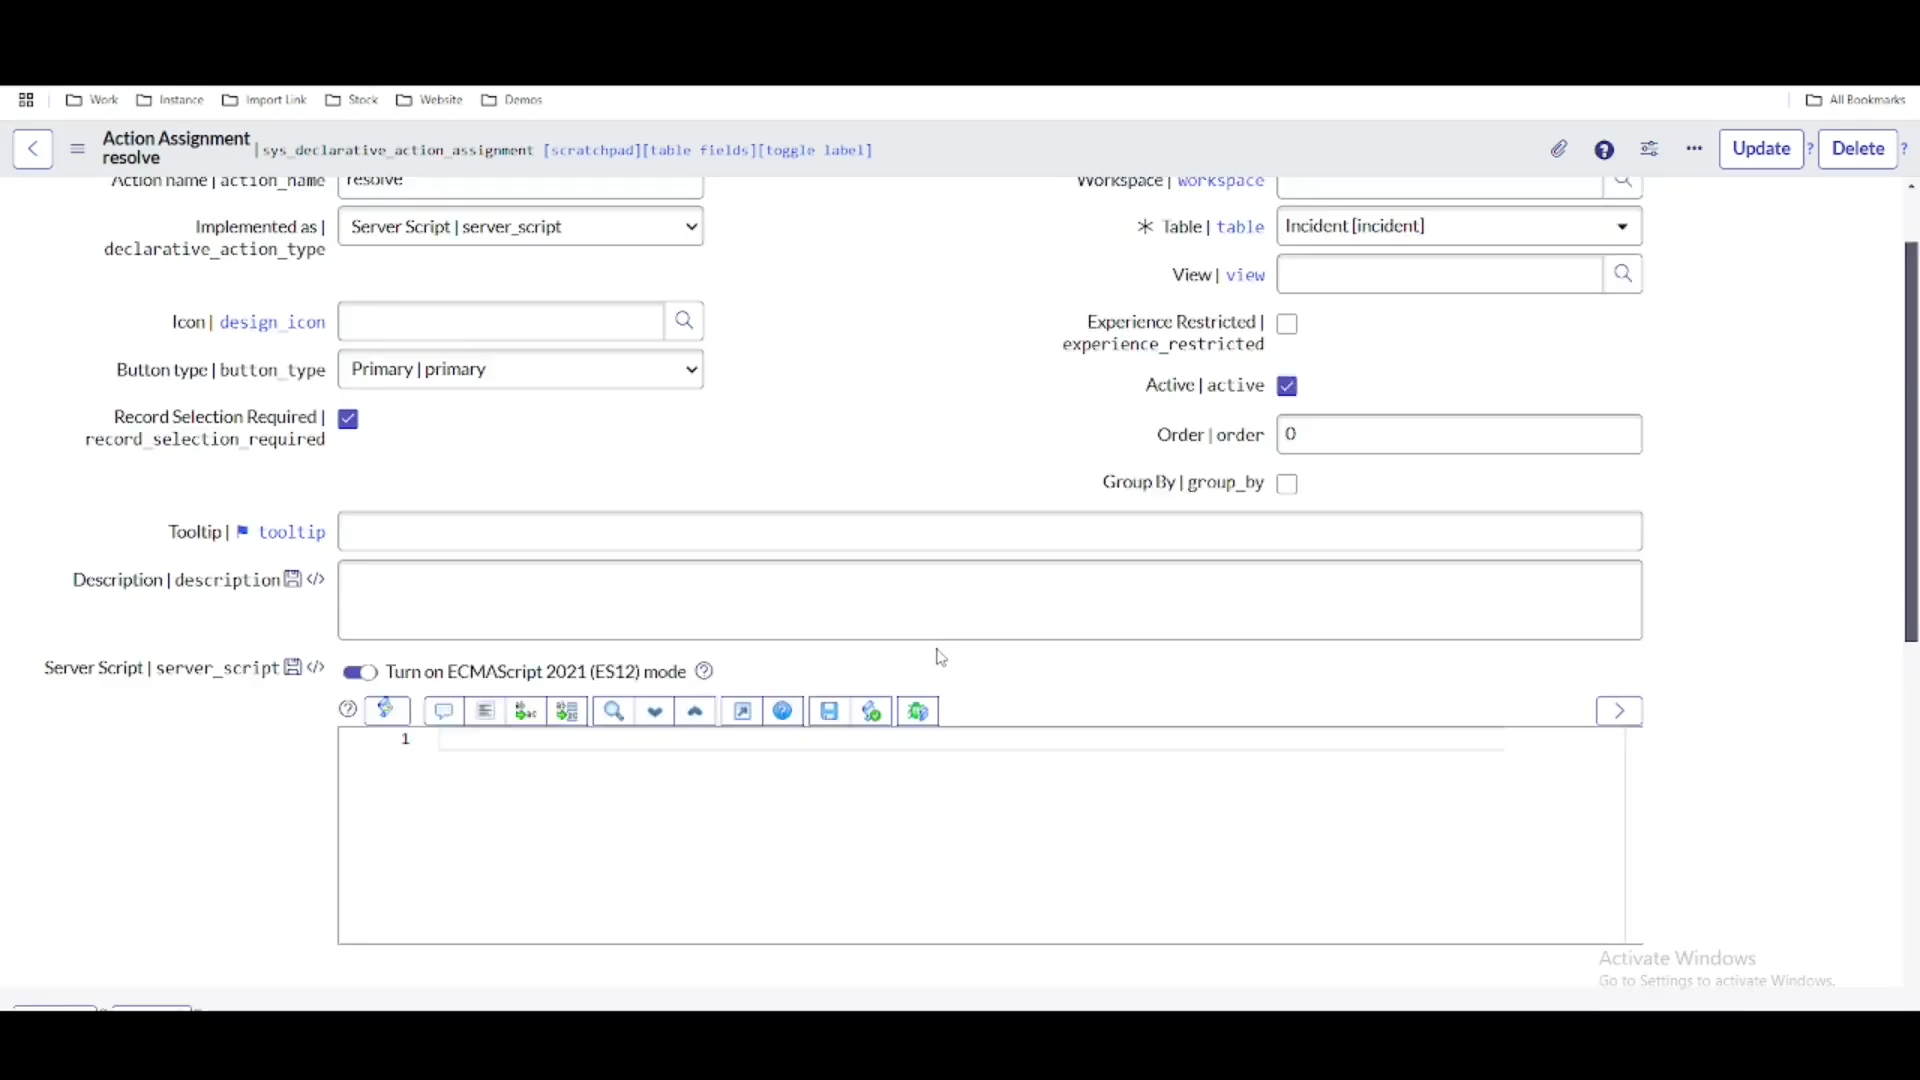 Work Instance Import Link Stock Website Demos All Bookmarks
Action Assignment
resolve
| sys_declarative_action_assignment [scratchpad][table fields][toggle label]
Update ? Delete ?
Action name | action_name resolve
Workspace | workspace
Implemented as |
declarative_action_type
Server Script | server_script
* Table | table Incident [incident]
View | view
Icon | design_icon
Experience Restricted |
experience_restricted
Button type | button_type Primary | primary
Active | active
Record Selection Required |
record_selection_required
Order | order 0
Group By | group_by
Tooltip | tooltip
Description | description </>
Server Script | server_script </> Turn on ECMAScript 2021 (ES12) mode ?
1
Activate Windows
Go to Settings to activate Windows.